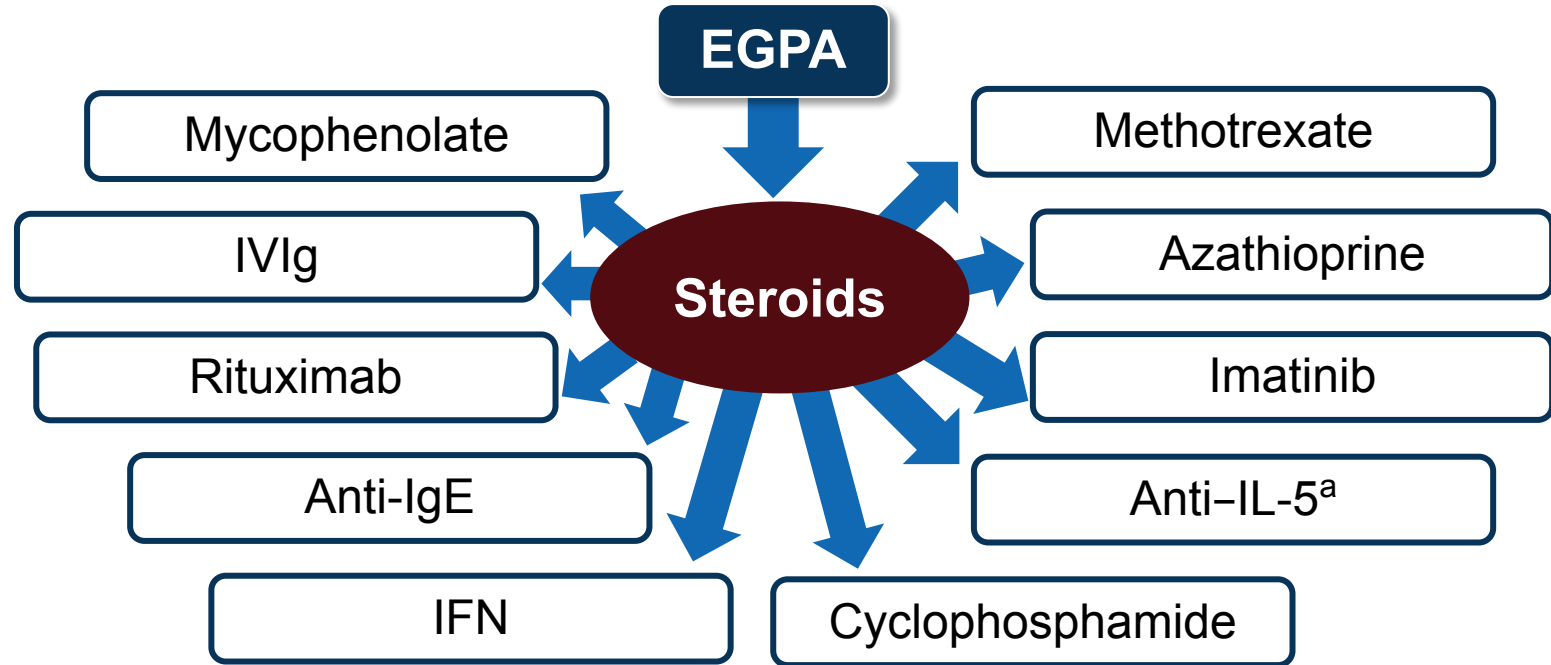 EGPA
Mycophenolate
Methotrexate
IVIg
Azathioprine
Steroids
Rituximab
Imatinib
Anti-IgE
Anti–IL-5ᵃ
IFN
Cyclophosphamide